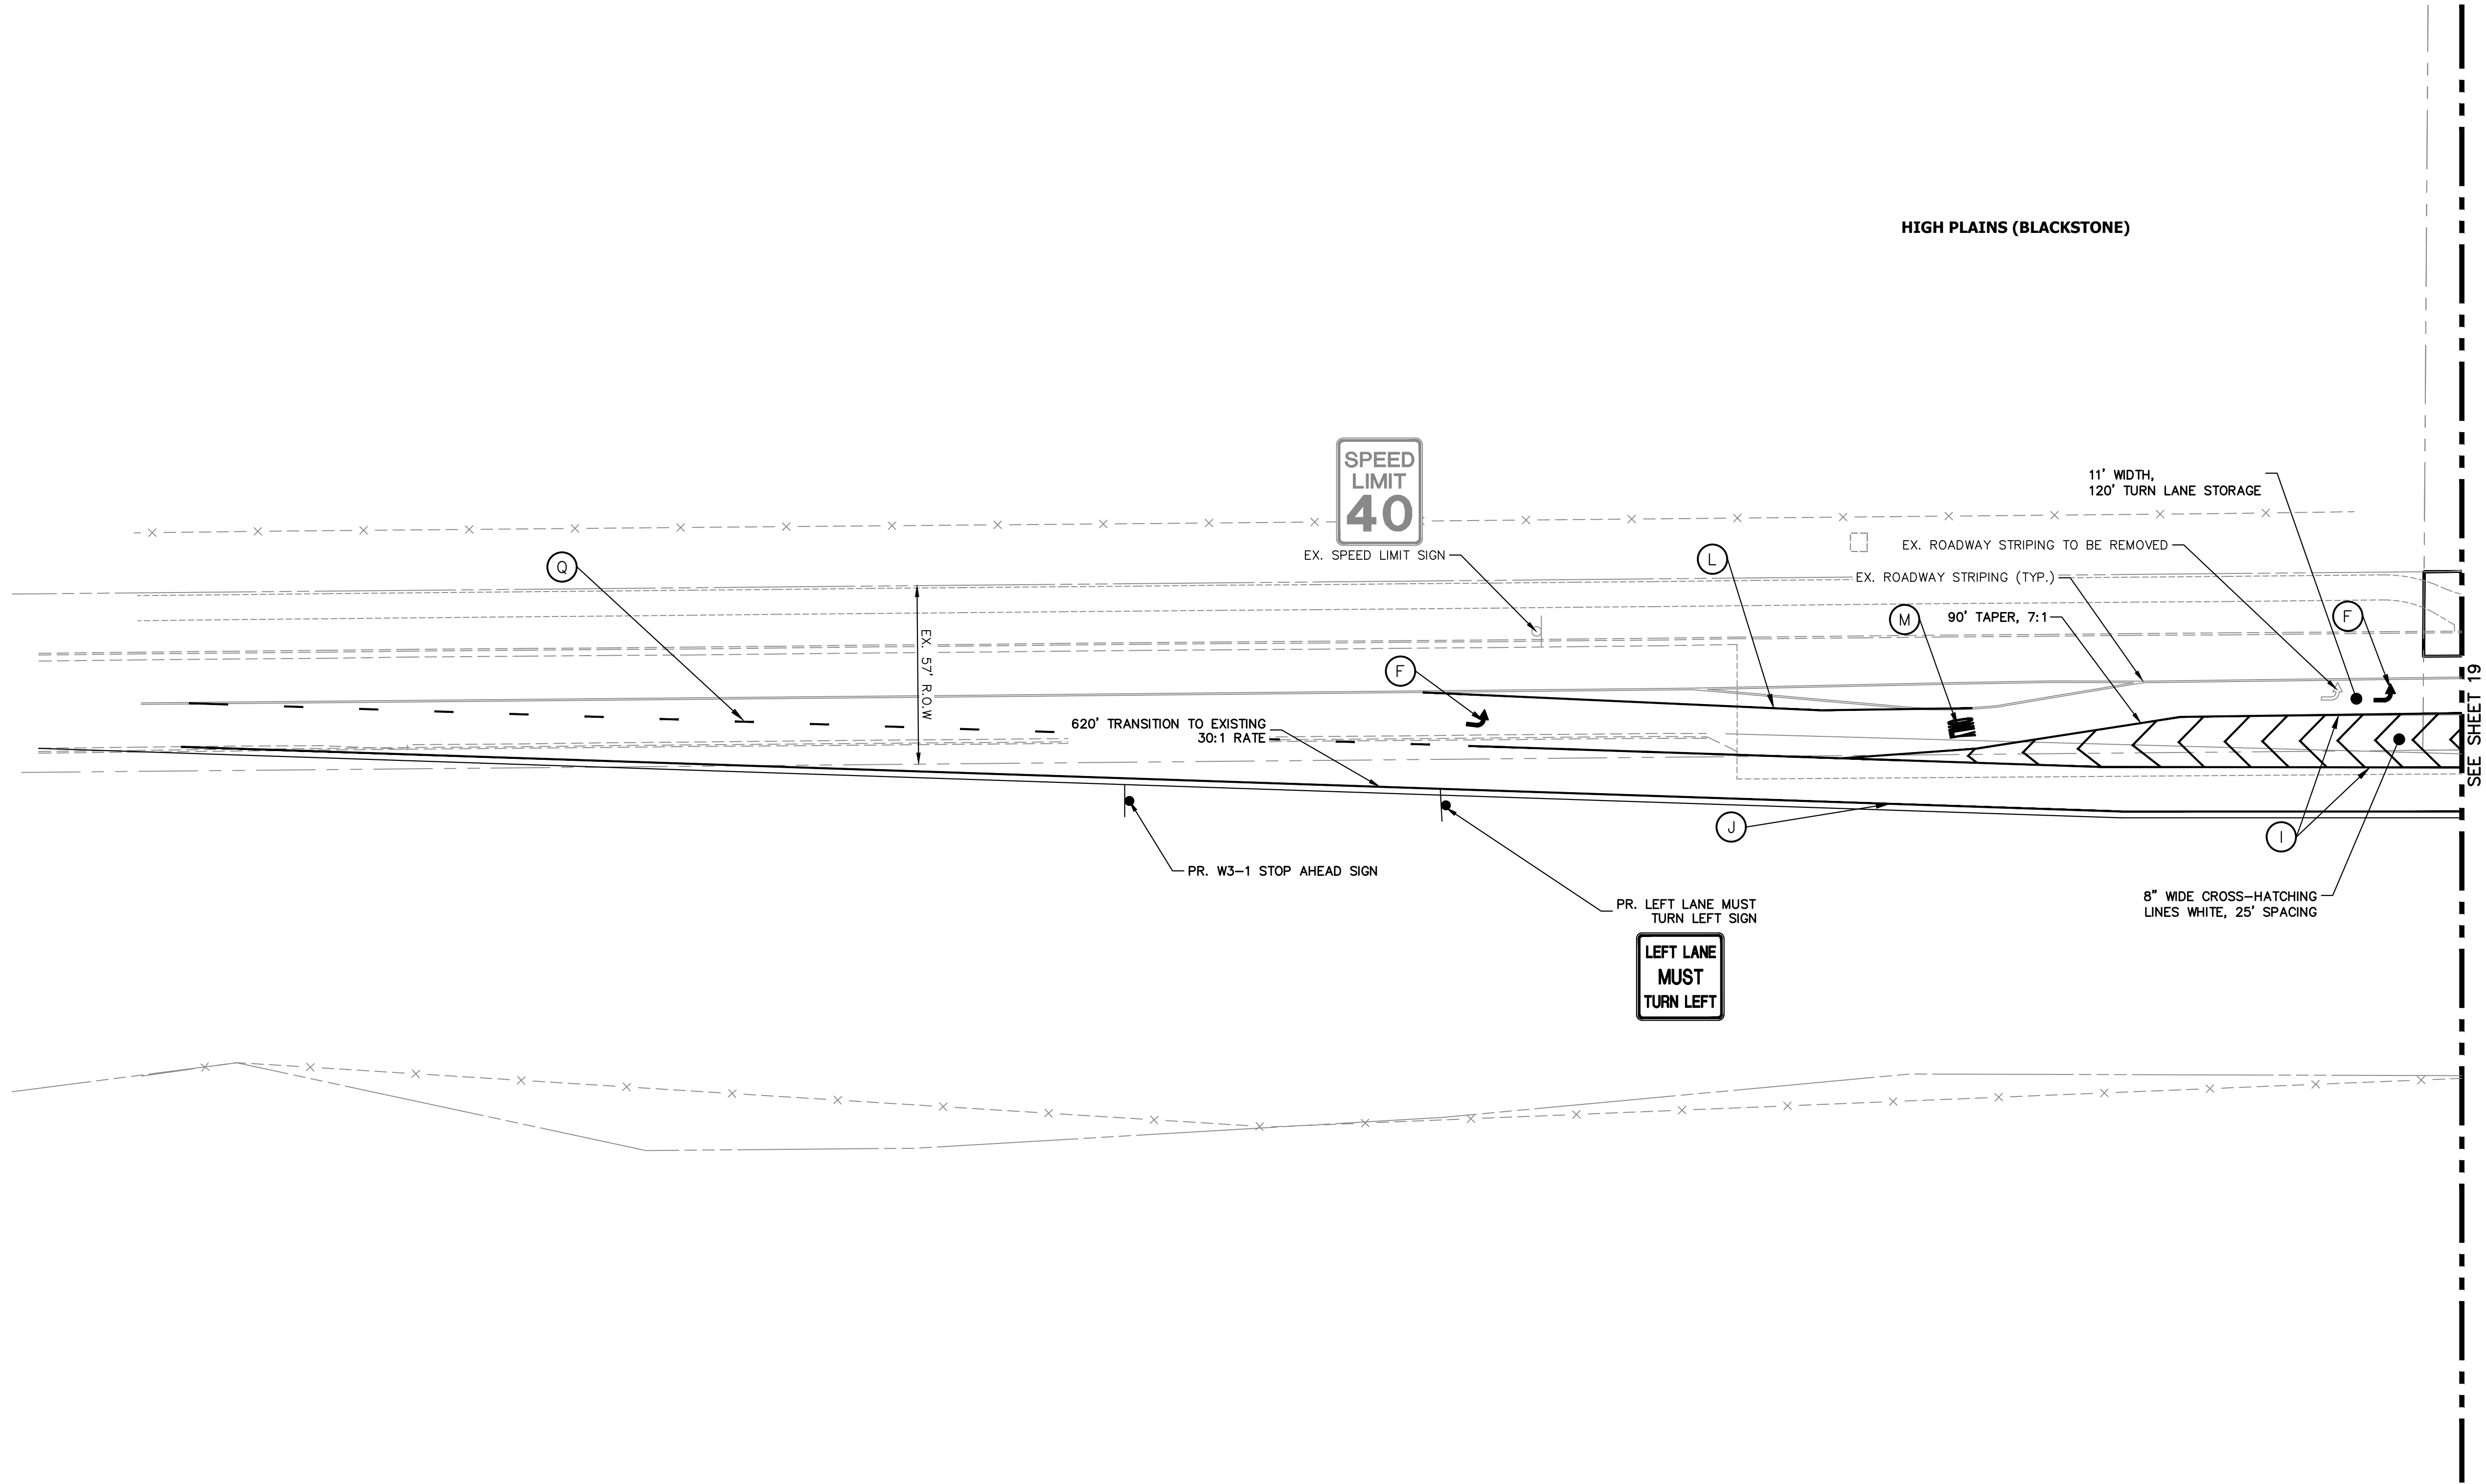 HIGH PLAINS (BLACKSTONE)
SPEED
LIMIT
40
EX. SPEED LIMIT SIGN
11' WIDTH,
120' TURN LANE STORAGE
EX. ROADWAY STRIPING TO BE REMOVED
EX. ROADWAY STRIPING (TYP.)
90' TAPER, 7:1
Q
L
M
F
F
EX. 57' R.O.W
620' TRANSITION TO EXISTING
30:1 RATE
SEE SHEET 19
J
I
PR. W3-1 STOP AHEAD SIGN
PR. LEFT LANE MUST
TURN LEFT SIGN
8" WIDE CROSS-HATCHING
LINES WHITE, 25' SPACING
LEFT LANE
MUST
TURN LEFT